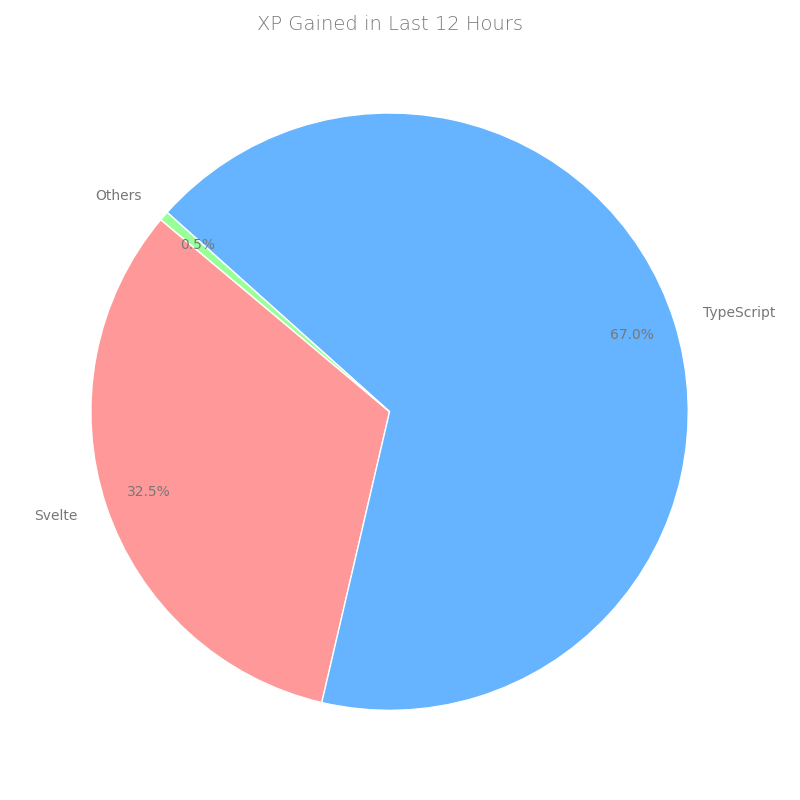 XP Gained in Last 12 Hours
Others
0.5%
TypeScript
67.0%
32.5%
Svelte